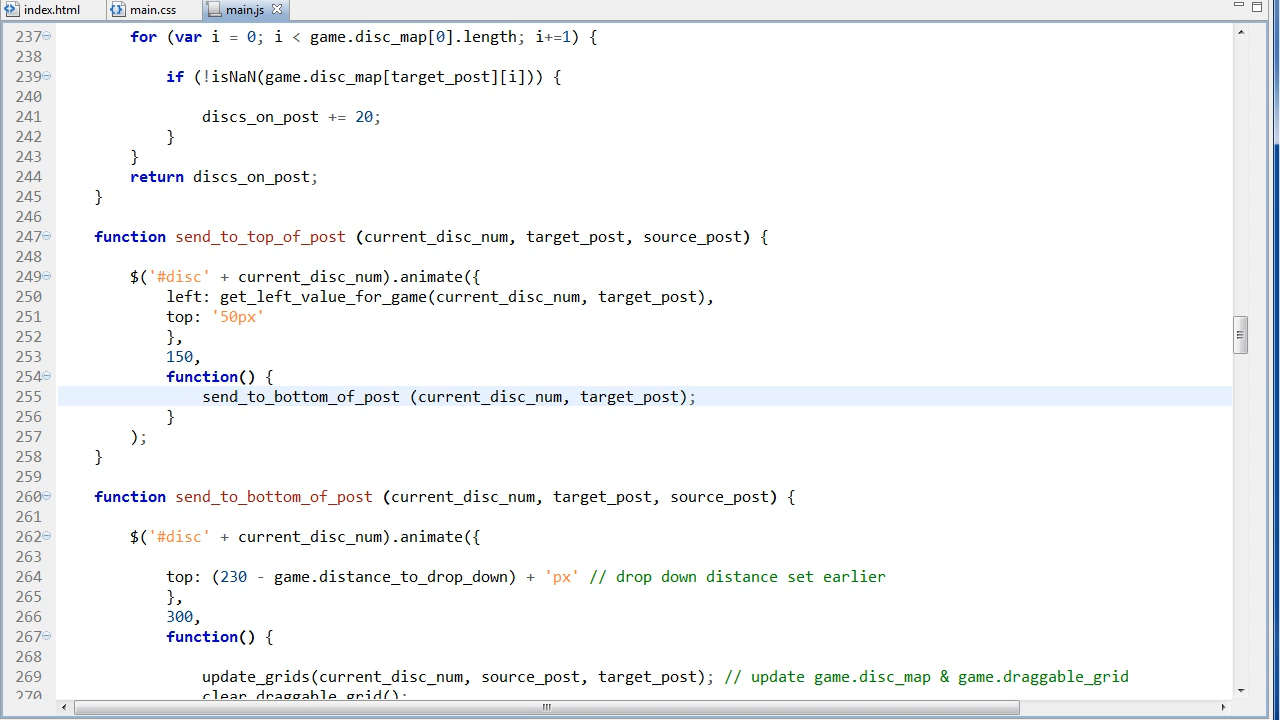 index.html main.css main.js
237 for (var i = 0; i < game.disc_map[0].length; i+=1) {
238
239 if (!isNaN(game.disc_map[target_post][i])) {
240
241 discs_on_post += 20;
242 }
243 }
244 return discs_on_post;
245 }
246
247 function send_to_top_of_post (current_disc_num, target_post, source_post) {
248
249 $('#disc' + current_disc_num).animate({
250 left: get_left_value_for_game(current_disc_num, target_post),
251 top: '50px'
252 },
253 150,
254 function() {
255 send_to_bottom_of_post (current_disc_num, target_post);
256 }
257 );
258 }
259
260 function send_to_bottom_of_post (current_disc_num, target_post, source_post) {
261
262 $('#disc' + current_disc_num).animate({
263
264 top: (230 - game.distance_to_drop_down) + 'px' // drop down distance set earlier
265 },
266 300,
267 function() {
268
269 update_grids(current_disc_num, source_post, target_post); // update game.disc_map & game.draggable_grid
270 clear_draggable_grid();